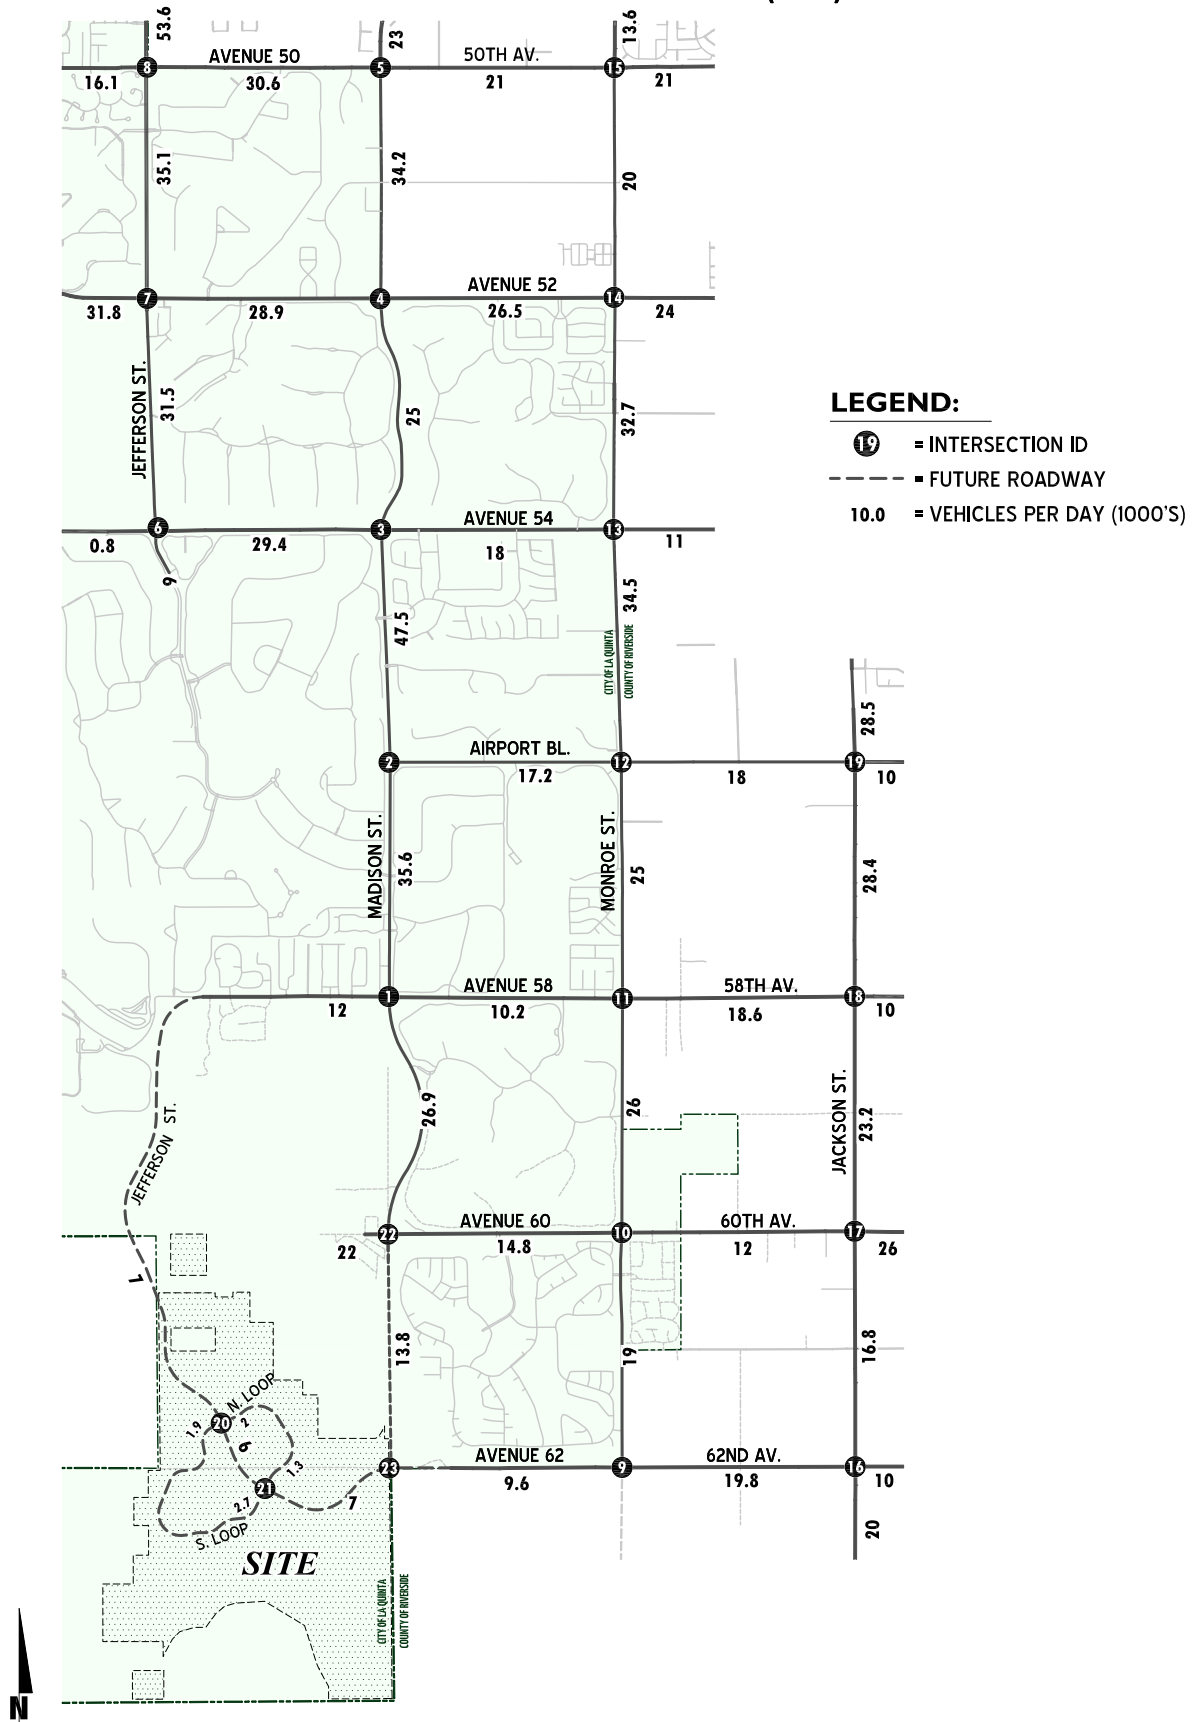 53.6
23
13.6
8
AVENUE 50
5
50TH AV.
15
16.1
30.6
21
21
35.1
34.2
20
7
4
AVENUE 52
14
31.8
28.9
26.5
24
JEFFERSON ST.
31.5
25
32.7
LEGEND:
19 = INTERSECTION ID
= FUTURE ROADWAY
10.0 = VEHICLES PER DAY (1000'S)
6
3
AVENUE 54
13
0.8
29.4
18
11
9
47.5
34.5
CITY OF LA QUINTA
COUNTY OF RIVERSIDE
28.5
2
AIRPORT BL.
12
19
17.2
18
10
MADISON ST.
35.6
MONROE ST.
25
28.4
1
AVENUE 58
11
58TH AV.
18
12
10.2
18.6
10
JEFFERSON ST.
26.9
26
JACKSON ST.
23.2
22
AVENUE 60
10
60TH AV.
17
22
14.8
12
26
7
13.8
19
16.8
N. LOOP
20
2
1.9
6
1.3
23
AVENUE 62
9
62ND AV.
16
21
9.6
19.8
10
2.7
7
S. LOOP
20
SITE
CITY OF LA QUINTA
COUNTY OF RIVERSIDE
N